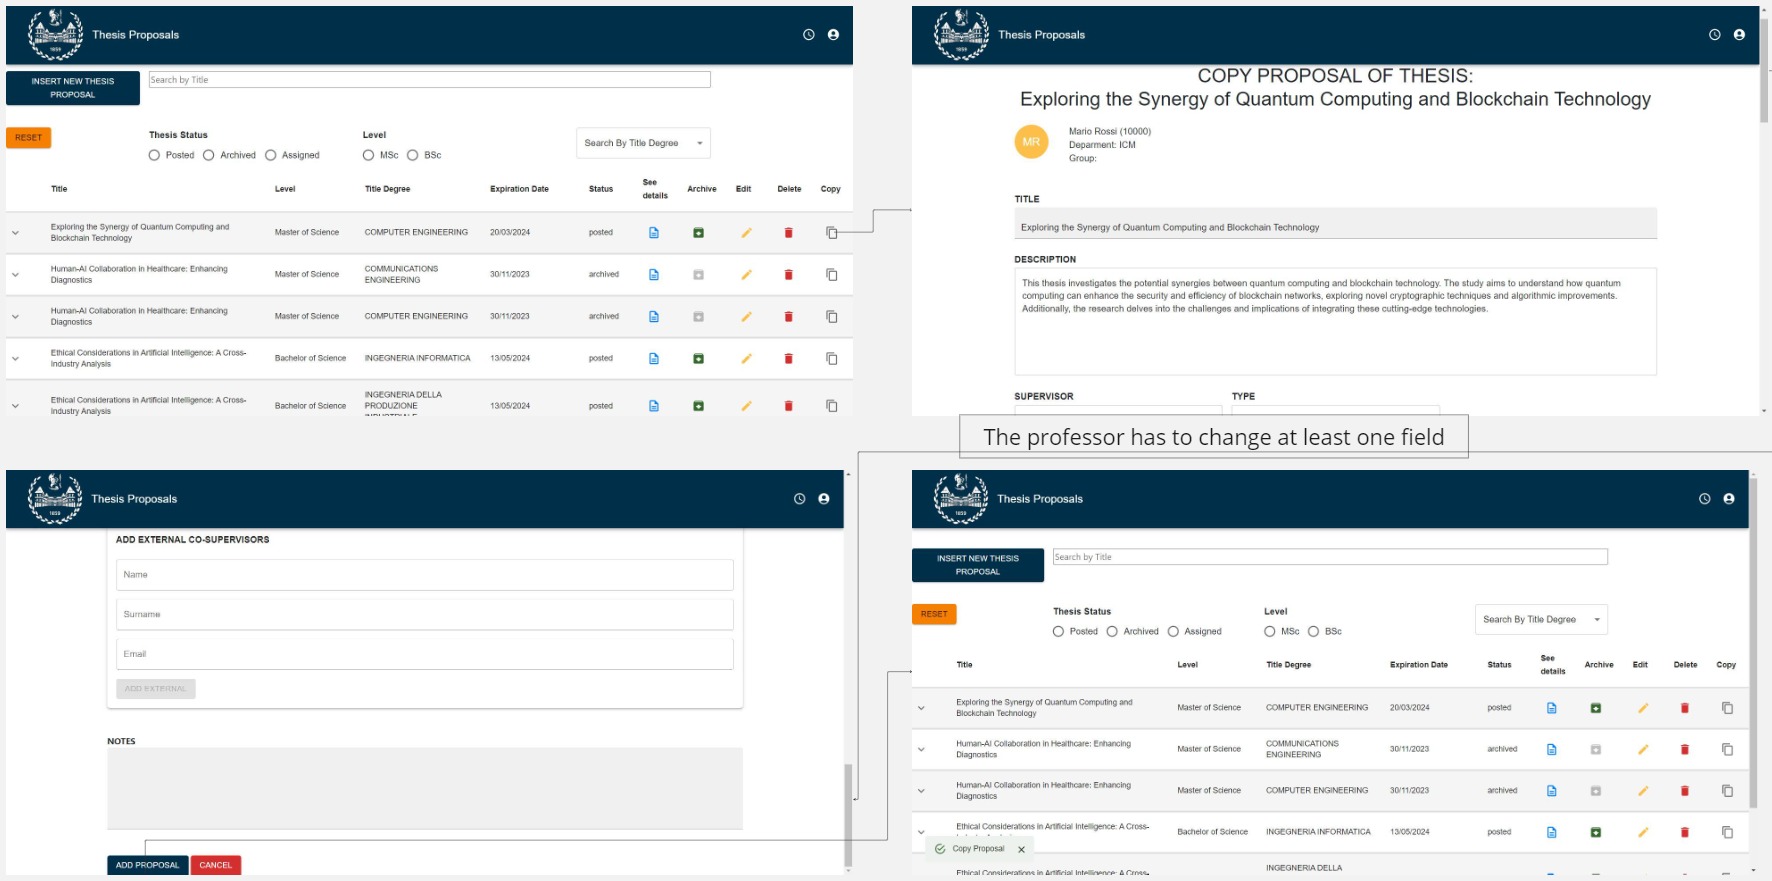 1859
Thesis Proposals
INSERT NEW THESIS
PROPOSAL
Search by Title
RESET
Thesis Status
Posted Archived Assigned
Level
MSc BSc
Search By Title Degree
Title Level Title Degree Expiration Date Status See details Archive Edit Delete Copy
Exploring the Synergy of Quantum Computing and
Blockchain Technology
Master of Science COMPUTER ENGINEERING 20/03/2024 posted
Human-AI Collaboration in Healthcare: Enhancing
Diagnostics
Master of Science COMMUNICATIONS
ENGINEERING
30/11/2023 archived
Human-AI Collaboration in Healthcare: Enhancing
Diagnostics
Master of Science COMPUTER ENGINEERING 30/11/2023 archived
Ethical Considerations in Artificial Intelligence: A Cross-
Industry Analysis
Bachelor of Science INGEGNERIA INFORMATICA 13/05/2024 posted
Ethical Considerations in Artificial Intelligence: A Cross-
Industry Analysis
Bachelor of Science INGEGNERIA DELLA
PRODUZIONE
INDUSTRIALE
13/05/2024 posted
1859
Thesis Proposals
COPY PROPOSAL OF THESIS:
Exploring the Synergy of Quantum Computing and Blockchain Technology
MR
Mario Rossi (10000)
Deparment: ICM
Group:
TITLE
Exploring the Synergy of Quantum Computing and Blockchain Technology
DESCRIPTION
This thesis investigates the potential synergies between quantum computing and blockchain technology. The study aims to understand how quantum
computing can enhance the security and efficiency of blockchain networks, exploring novel cryptographic techniques and algorithmic improvements.
Additionally, the research delves into the challenges and implications of integrating these cutting-edge technologies.
SUPERVISOR TYPE
The professor has to change at least one field
1859
Thesis Proposals
ADD EXTERNAL CO-SUPERVISORS
Name
Surname
Email
ADD EXTERNAL
NOTES
ADD PROPOSAL CANCEL
1859
Thesis Proposals
INSERT NEW THESIS
PROPOSAL
Search by Title
RESET
Thesis Status
Posted Archived Assigned
Level
MSc BSc
Search By Title Degree
Title Level Title Degree Expiration Date Status See details Archive Edit Delete Copy
Exploring the Synergy of Quantum Computing and
Blockchain Technology
Master of Science COMPUTER ENGINEERING 20/03/2024 posted
Human-AI Collaboration in Healthcare: Enhancing
Diagnostics
Master of Science COMMUNICATIONS
ENGINEERING
30/11/2023 archived
Human-AI Collaboration in Healthcare: Enhancing
Diagnostics
Master of Science COMPUTER ENGINEERING 30/11/2023 archived
Ethical Considerations in Artificial Intelligence: A Cross-
Bachelor of Science INGEGNERIA INFORMATICA 13/05/2024 posted
Copy Proposal
INGEGNERIA DELLA
Ethical Considerations in Artificial Intelligence: A Cross-